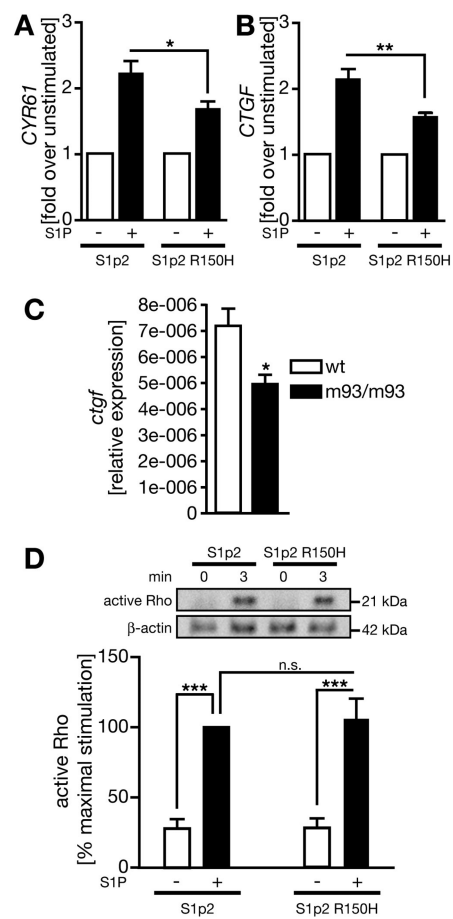 A
CYR61
[fold over unstimulated]
3
2
1
0
*
S1P - + - +
S1p2 S1p2 R150H
B
CTGF
[fold over unstimulated]
3
2
1
0
**
S1P - + - +
S1p2 S1p2 R150H
C
ctgf
[relative expression]
8e-006
7e-006
6e-006
5e-006
4e-006
3e-006
2e-006
1e-006
0
*
wt
m93/m93
D
S1p2 S1p2 R150H
min 0 3 0 3
active Rho 21 kDa
β-actin 42 kDa
active Rho
[% maximal stimulation]
150
100
50
0
n.s.
*** ***
S1P - + - +
S1p2 S1p2 R150H